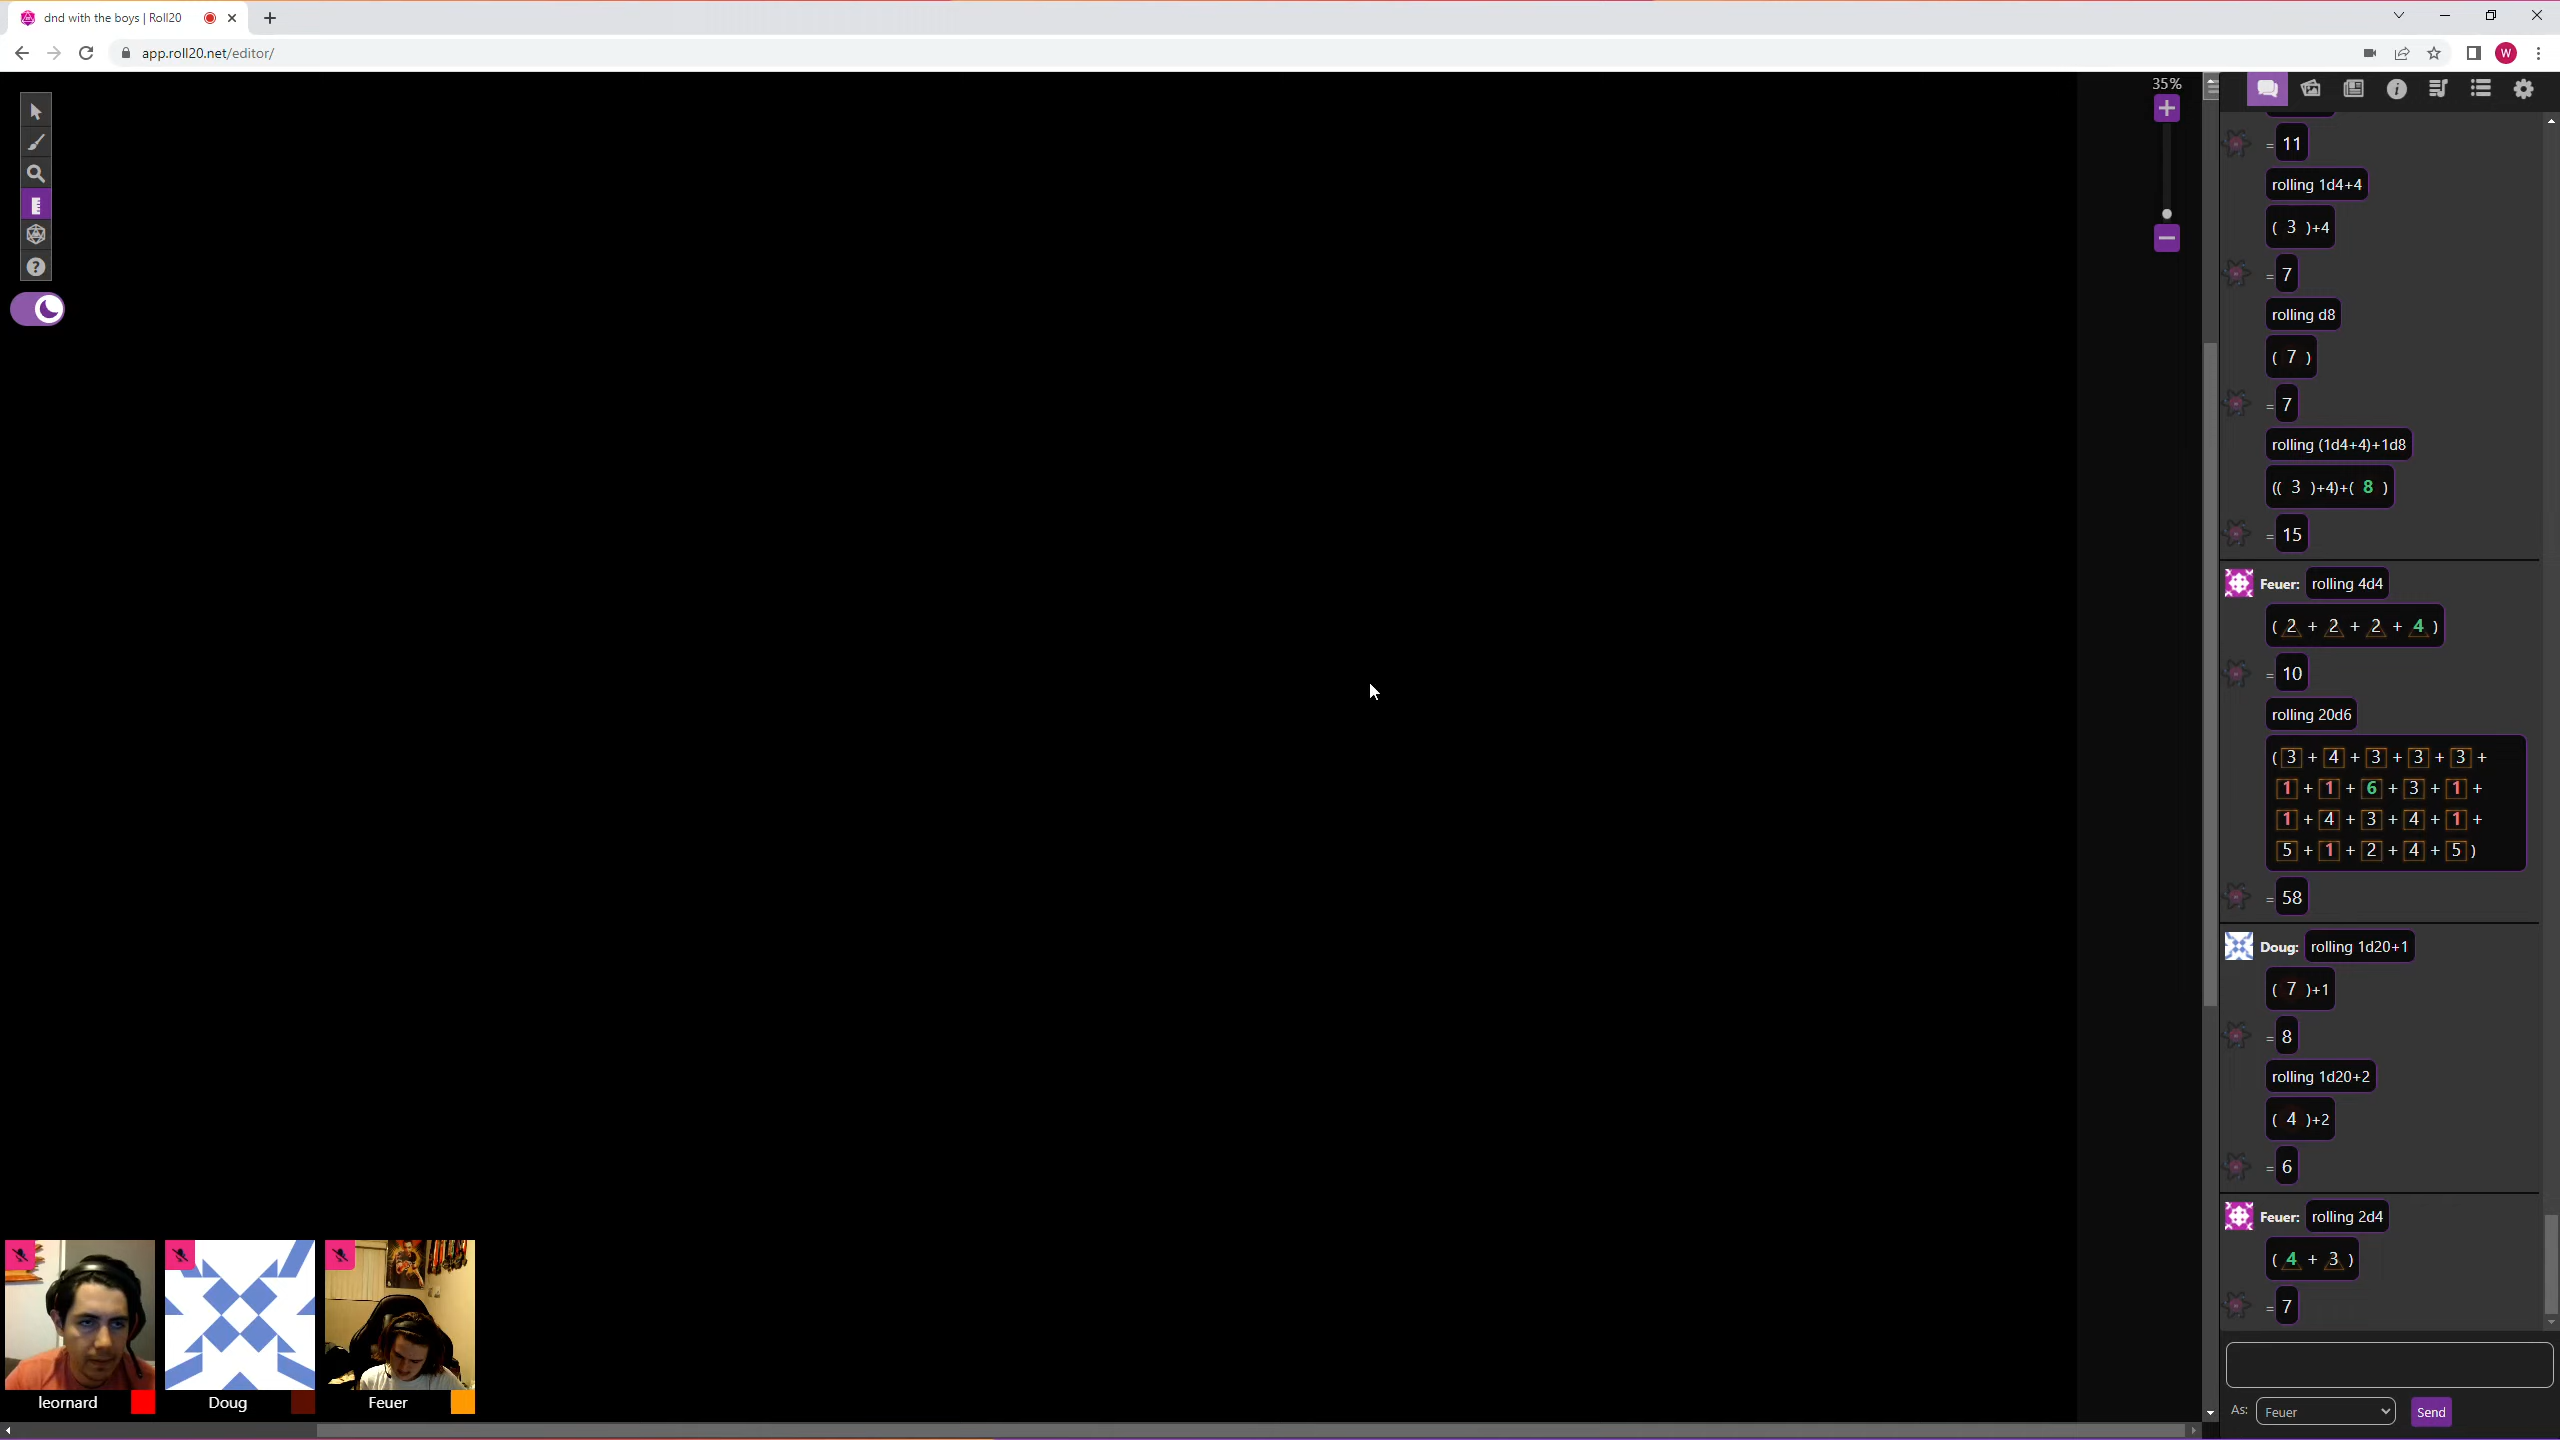 dnd with the boys | Roll20
app.roll20.net/editor/
W
35%
= 11
rolling 1d4+4
( 3 )+4
= 7
rolling d8
( 7 )
= 7
rolling (1d4+4)+1d8
(( 3 )+4)+( 8 )
= 15
Feuer: rolling 4d4
( 2 + 2 + 2 + 4 )
= 10
rolling 20d6
( 3 + 4 + 3 + 3 + 3 +
1 + 1 + 6 + 3 + 1 +
1 + 4 + 3 + 4 + 1 +
5 + 1 + 2 + 4 + 5 )
= 58
Doug: rolling 1d20+1
( 7 )+1
= 8
rolling 1d20+2
( 4 )+2
= 6
Feuer: rolling 2d4
( 4 + 3 )
= 7
leornard
Doug
Feuer
As: Feuer
Send